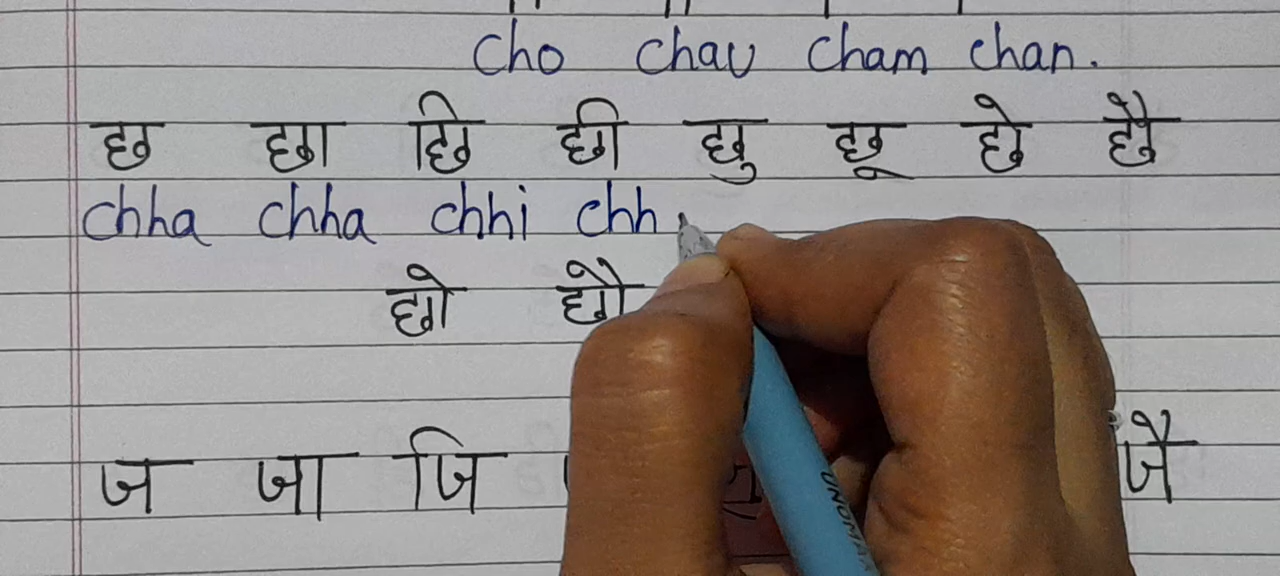 cho chau cham chan.
छ छा छि छी छु छू छे छै
chha chha chhi chh
छो छौ
ज जा जि जै